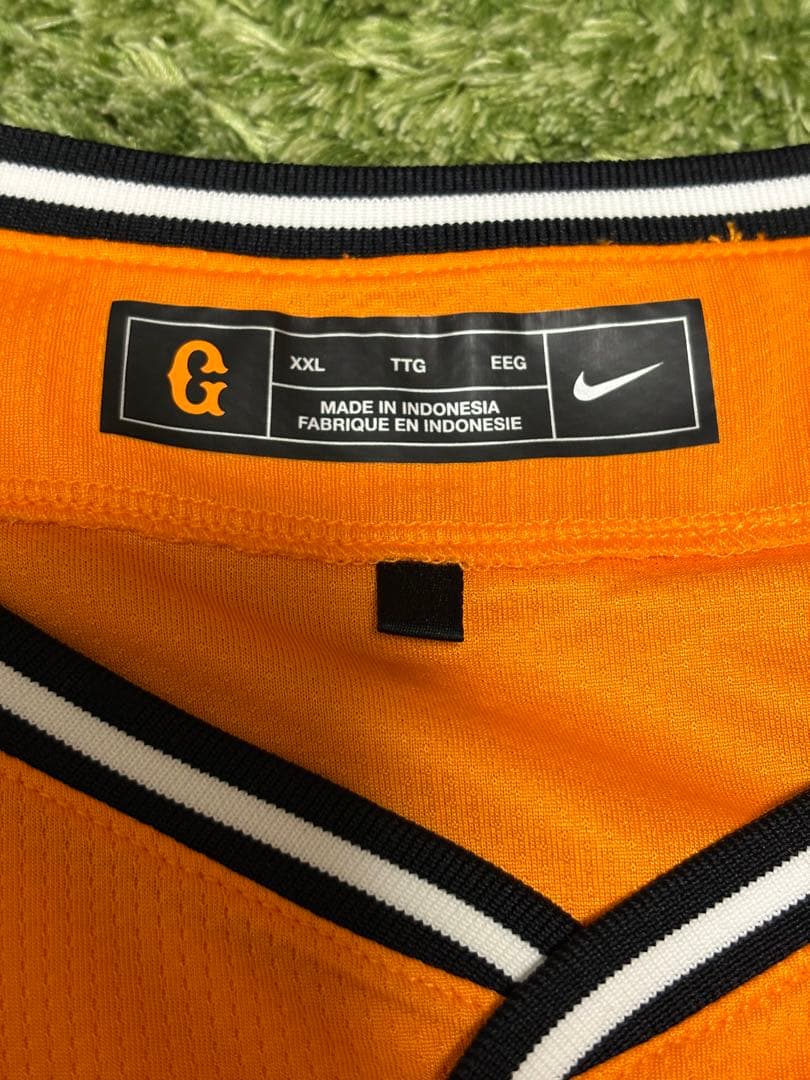 G
XXL TTG EEG
MADE IN INDONESIA
FABRIQUE EN INDONESIE